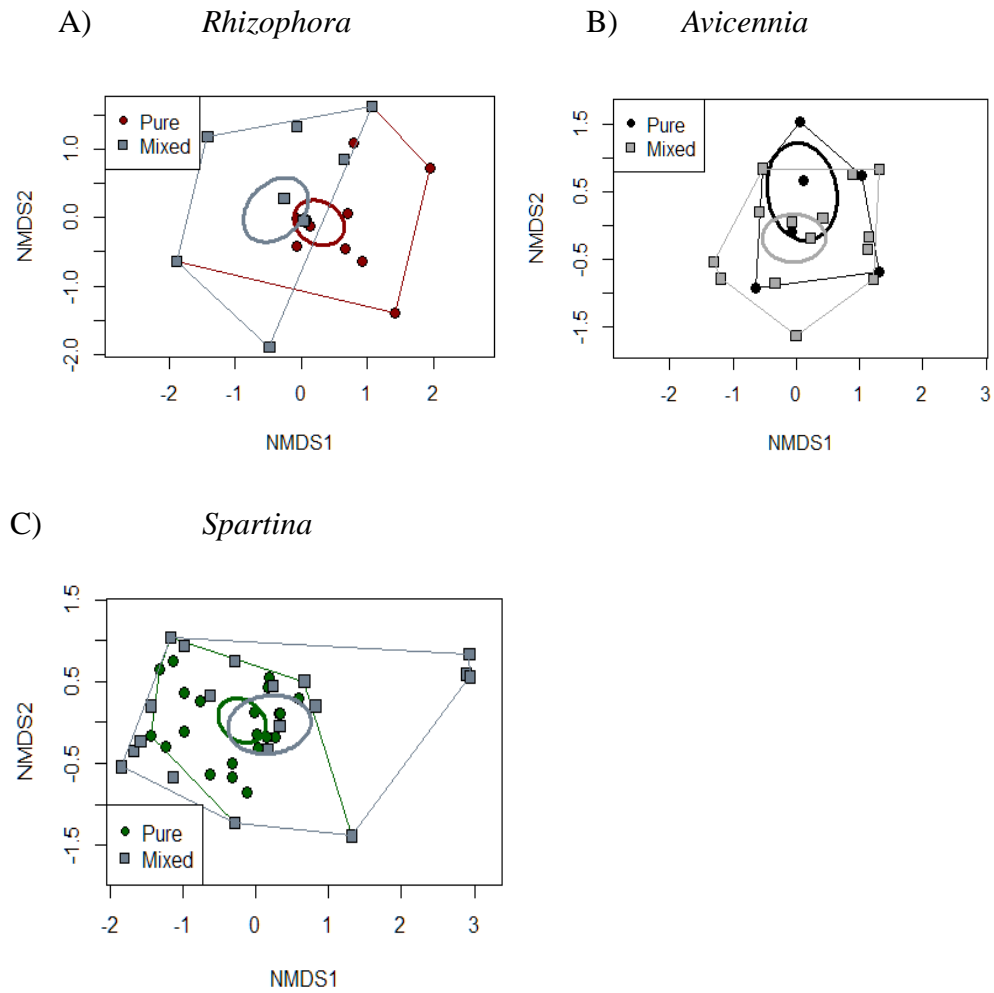 A) Rhizophora
B) Avicennia
Pure
Mixed
1.0
0.0
-1.0
-2.0
NMDS2
-2 -1 0 1 2
NMDS1
Pure
Mixed
1.5
0.5
-0.5
-1.5
NMDS2
-2 -1 0 1 2 3
NMDS1
C) Spartina
1.5
0.5
-0.5
-1.5
NMDS2
Pure
Mixed
-2 -1 0 1 2 3
NMDS1